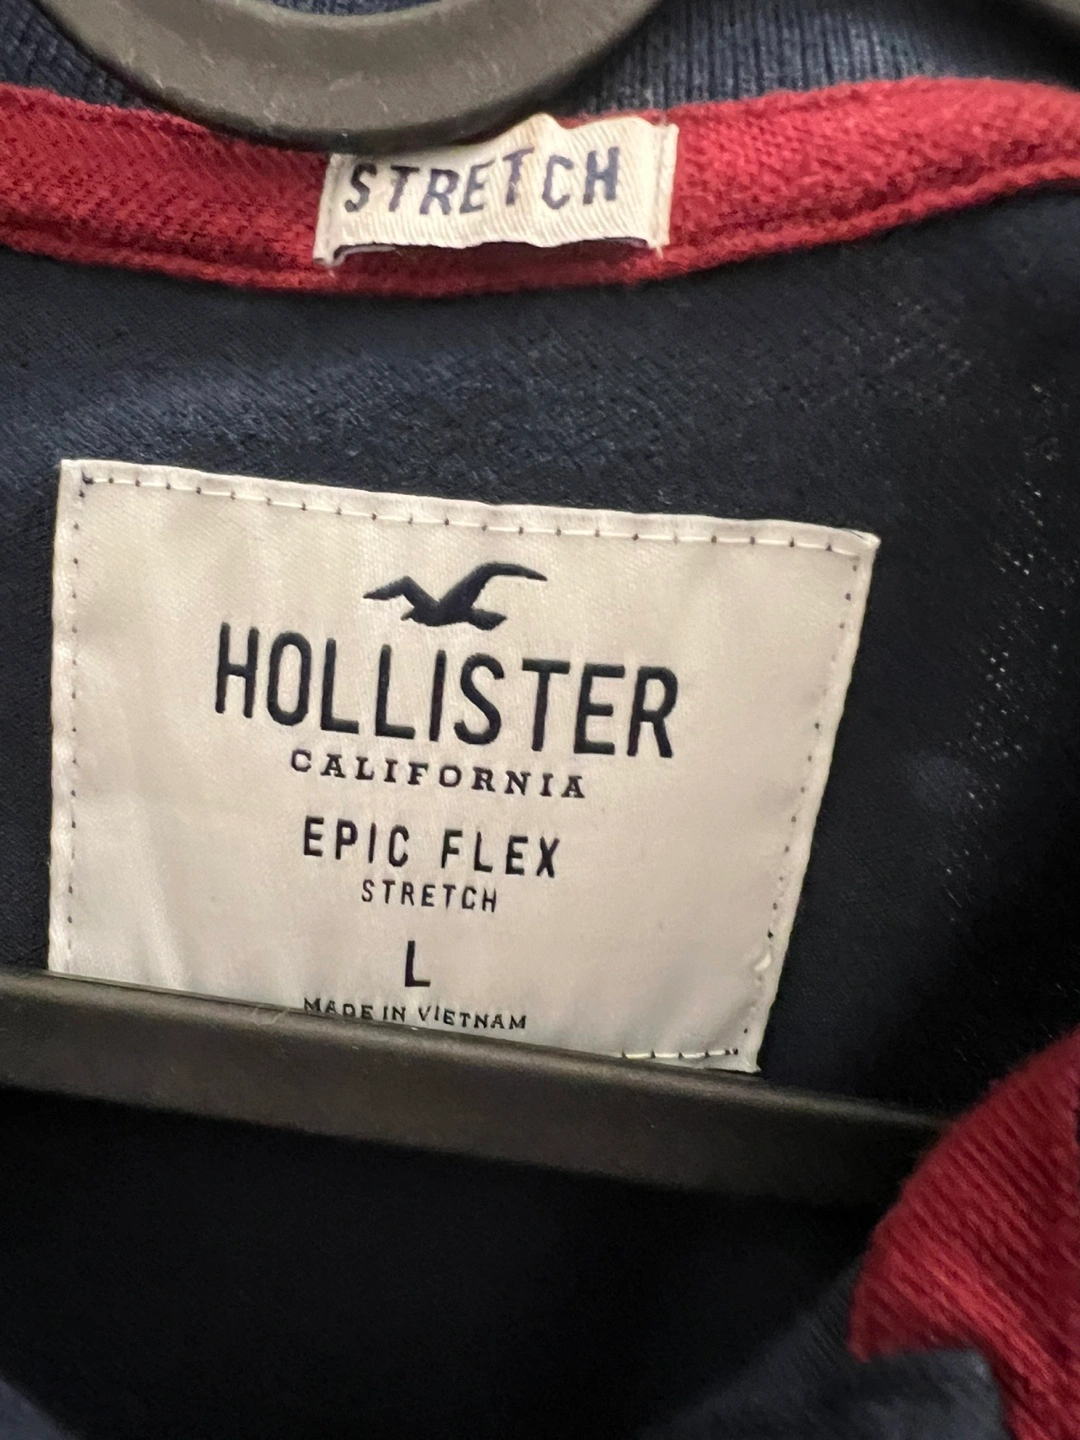 STRETCH
HOLLISTER
CALIFORNIA
EPIC FLEX
STRETCH
L
MADE IN VIETNAM